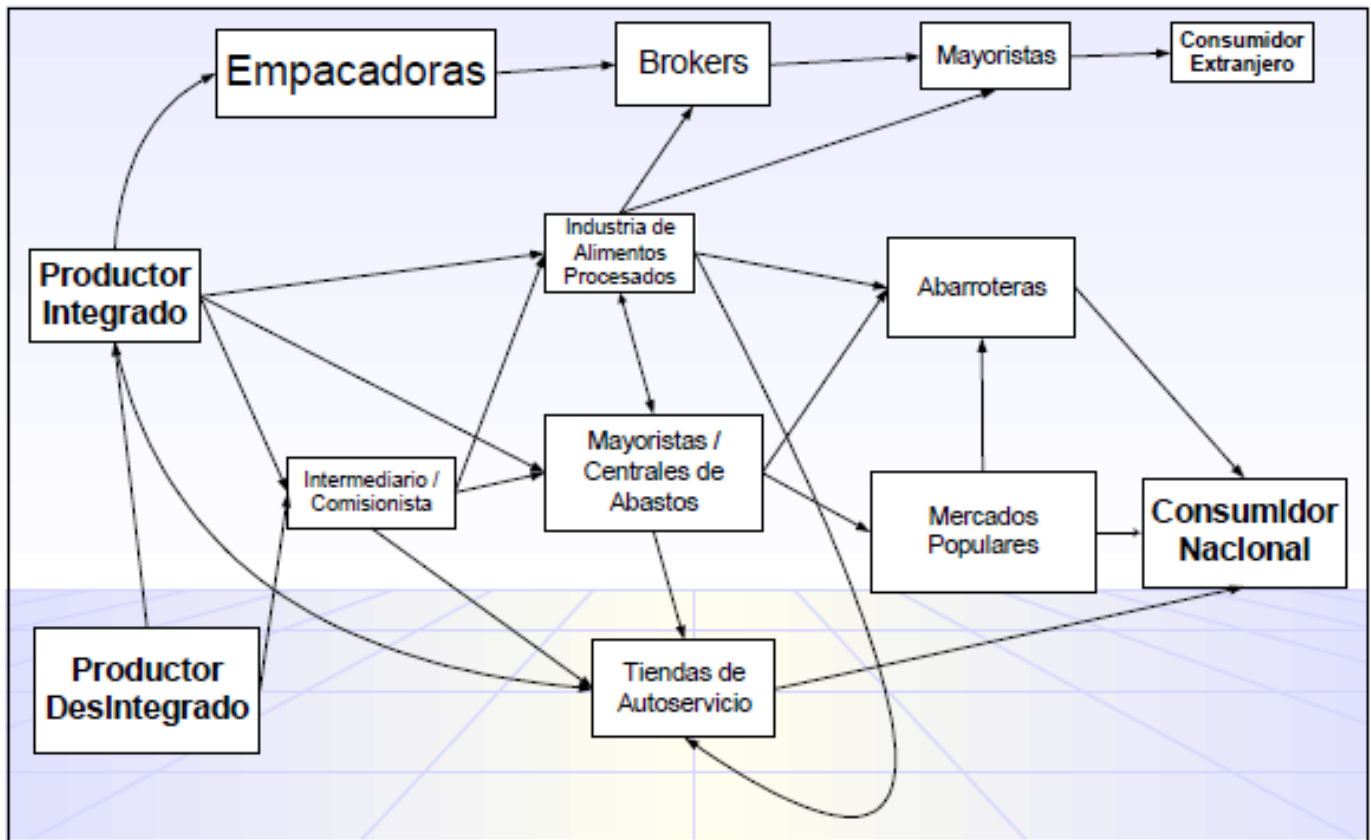 Empacadoras
Brokers
Mayoristas
Consumidor
Extranjero
Industria de
Alimentos
Procesados
Productor
Integrado
Abarroteras
Mayoristas /
Centrales de
Abastos
Intermediario /
Comisionista
Mercados
Populares
Consumidor
Nacional
Productor
DesIntegrado
Tiendas de
Autoservicio